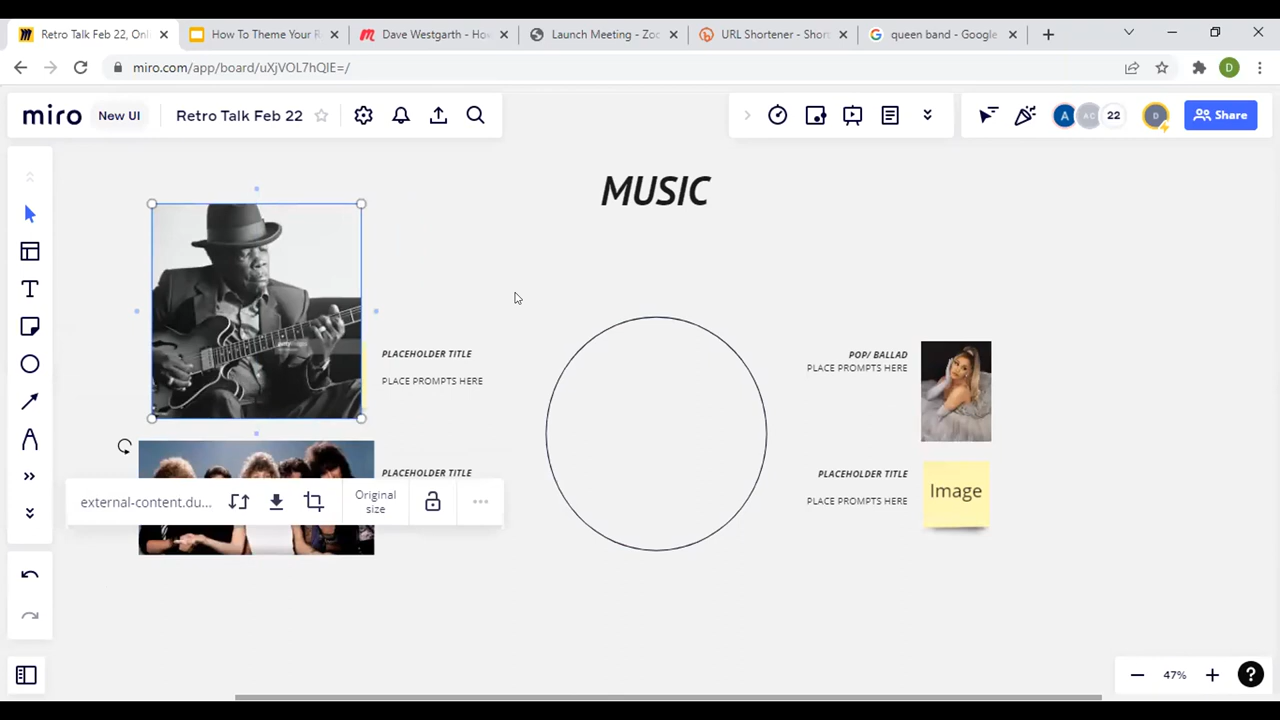 Retro Talk Feb 22, Onl
How To Theme Your R
Dave Westgarth - Ho
Launch Meeting - Zoo
URL Shortener - Short
queen band - Google
miro.com/app/board/uXjVOL7hQIE=/
D
miro
New UI
Retro Talk Feb 22
A
AC
22
D
Share
MUSIC
PLACEHOLDER TITLE
PLACE PROMPTS HERE
POP/ BALLAD
PLACE PROMPTS HERE
PLACEHOLDER TITLE
PLACEHOLDER TITLE
PLACE PROMPTS HERE
Image
external-content.du...
Original
size
47%